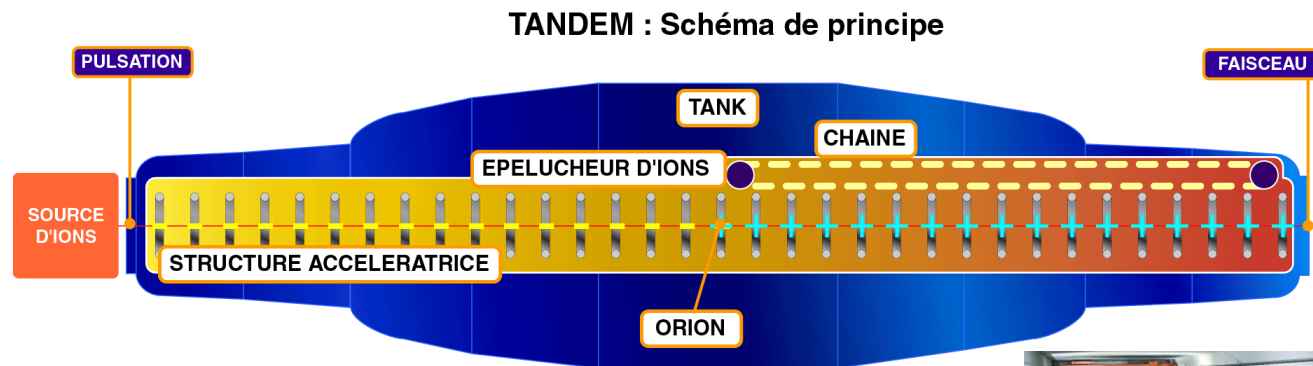 TANDEM : Schéma de principe
PULSATION
FAISCEAU
TANK
CHAINE
EPELUCHEUR D'IONS
SOURCE
D'IONS
STRUCTURE ACCELERATRICE
ORION